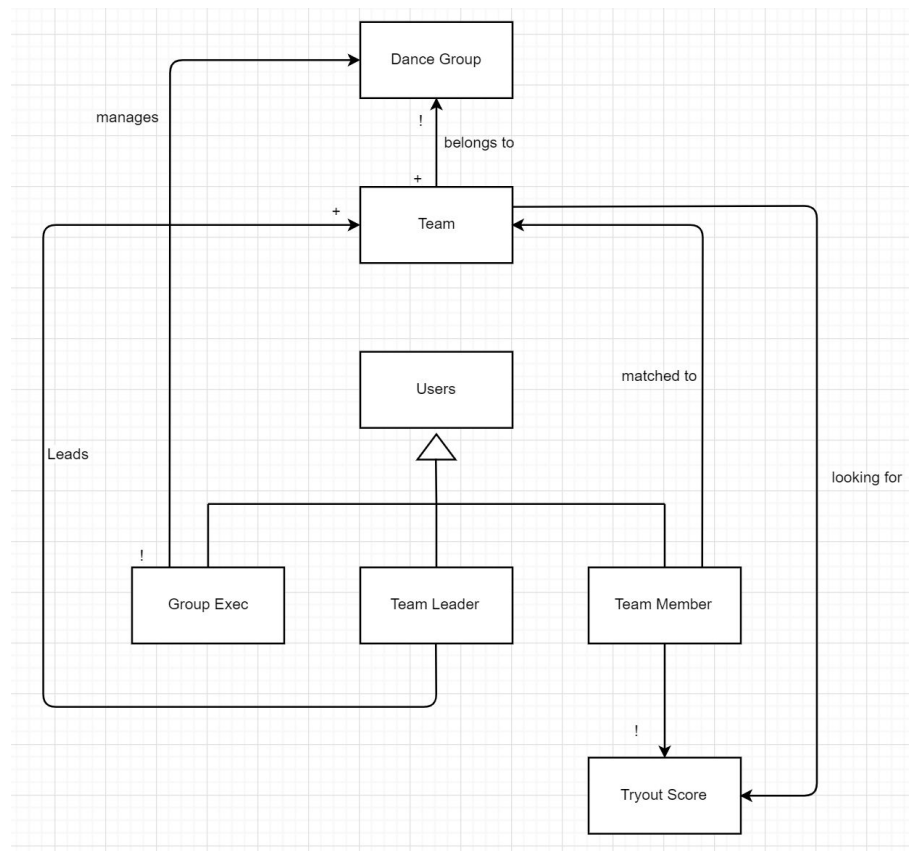 Dance Group
manages
!
belongs to
+
+
Team
Users
matched to
Leads
looking for
!
Group Exec
Team Leader
Team Member
!
Tryout Score